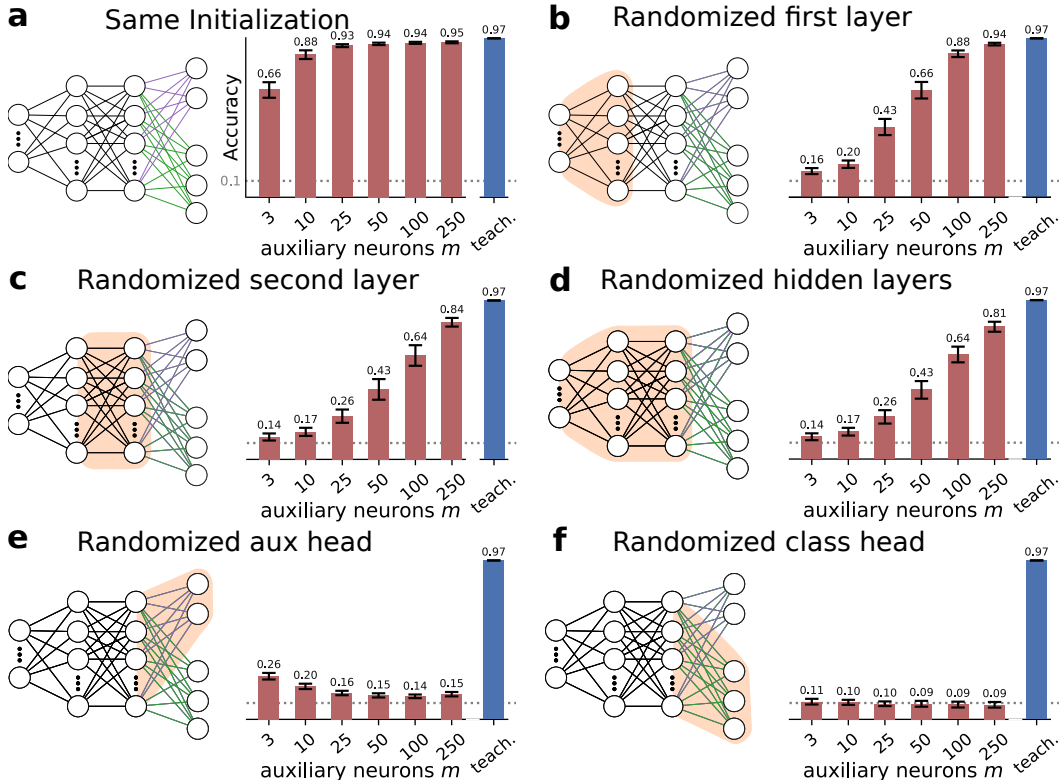 a Same Initialization
Accuracy
0.1
0.66 0.88 0.93 0.94 0.94 0.95 0.97
3 10 25 50 100 250 teach.
auxiliary neurons m
b Randomized first layer
0.16 0.20 0.43 0.66 0.88 0.94 0.97
3 10 25 50 100 250 teach.
auxiliary neurons m
c Randomized second layer
0.14 0.17 0.26 0.43 0.64 0.84 0.97
3 10 25 50 100 250 teach.
auxiliary neurons m
d Randomized hidden layers
0.14 0.17 0.26 0.43 0.64 0.81 0.97
3 10 25 50 100 250 teach.
auxiliary neurons m
e Randomized aux head
0.26 0.20 0.16 0.15 0.14 0.15 0.97
3 10 25 50 100 250 teach.
auxiliary neurons m
f Randomized class head
0.11 0.10 0.10 0.09 0.09 0.09 0.97
3 10 25 50 100 250 teach.
auxiliary neurons m